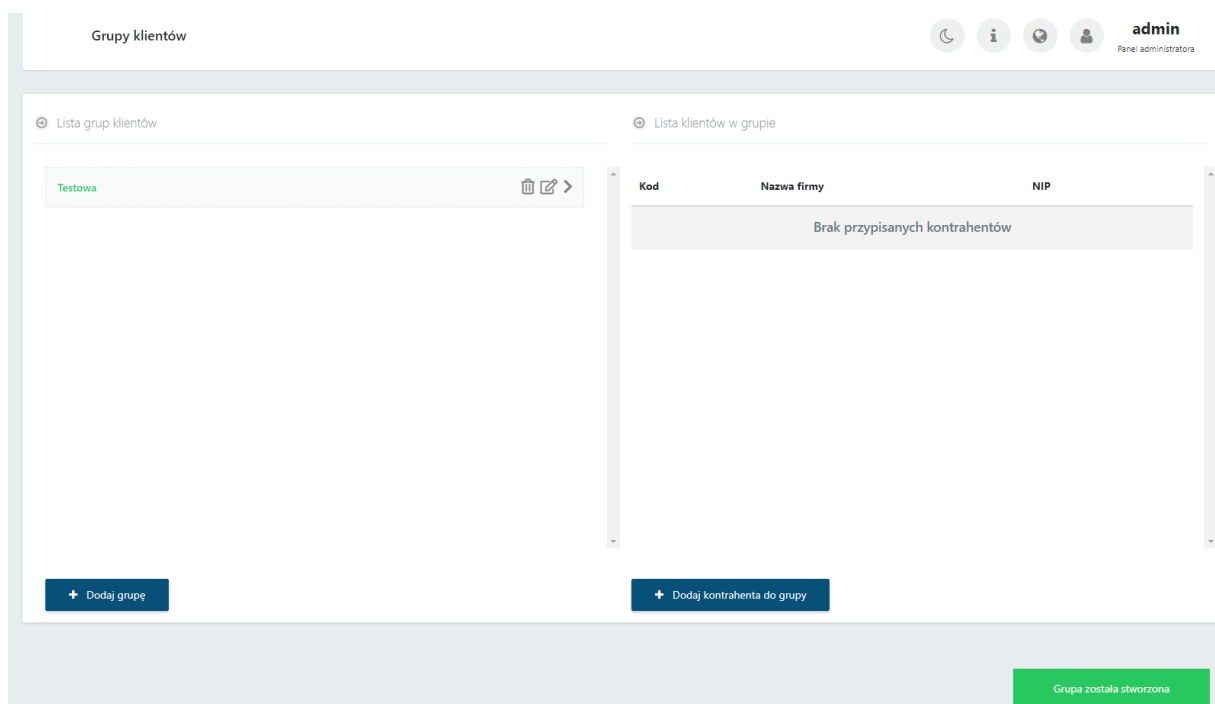 Grupy klientów
admin
Panel administratora
Lista grup klientów
Lista klientów w grupie
Testowa
Kod Nazwa firmy NIP
Brak przypisanych kontrahentów
+ Dodaj grupę
+ Dodaj kontrahenta do grupy
Grupa została stworzona